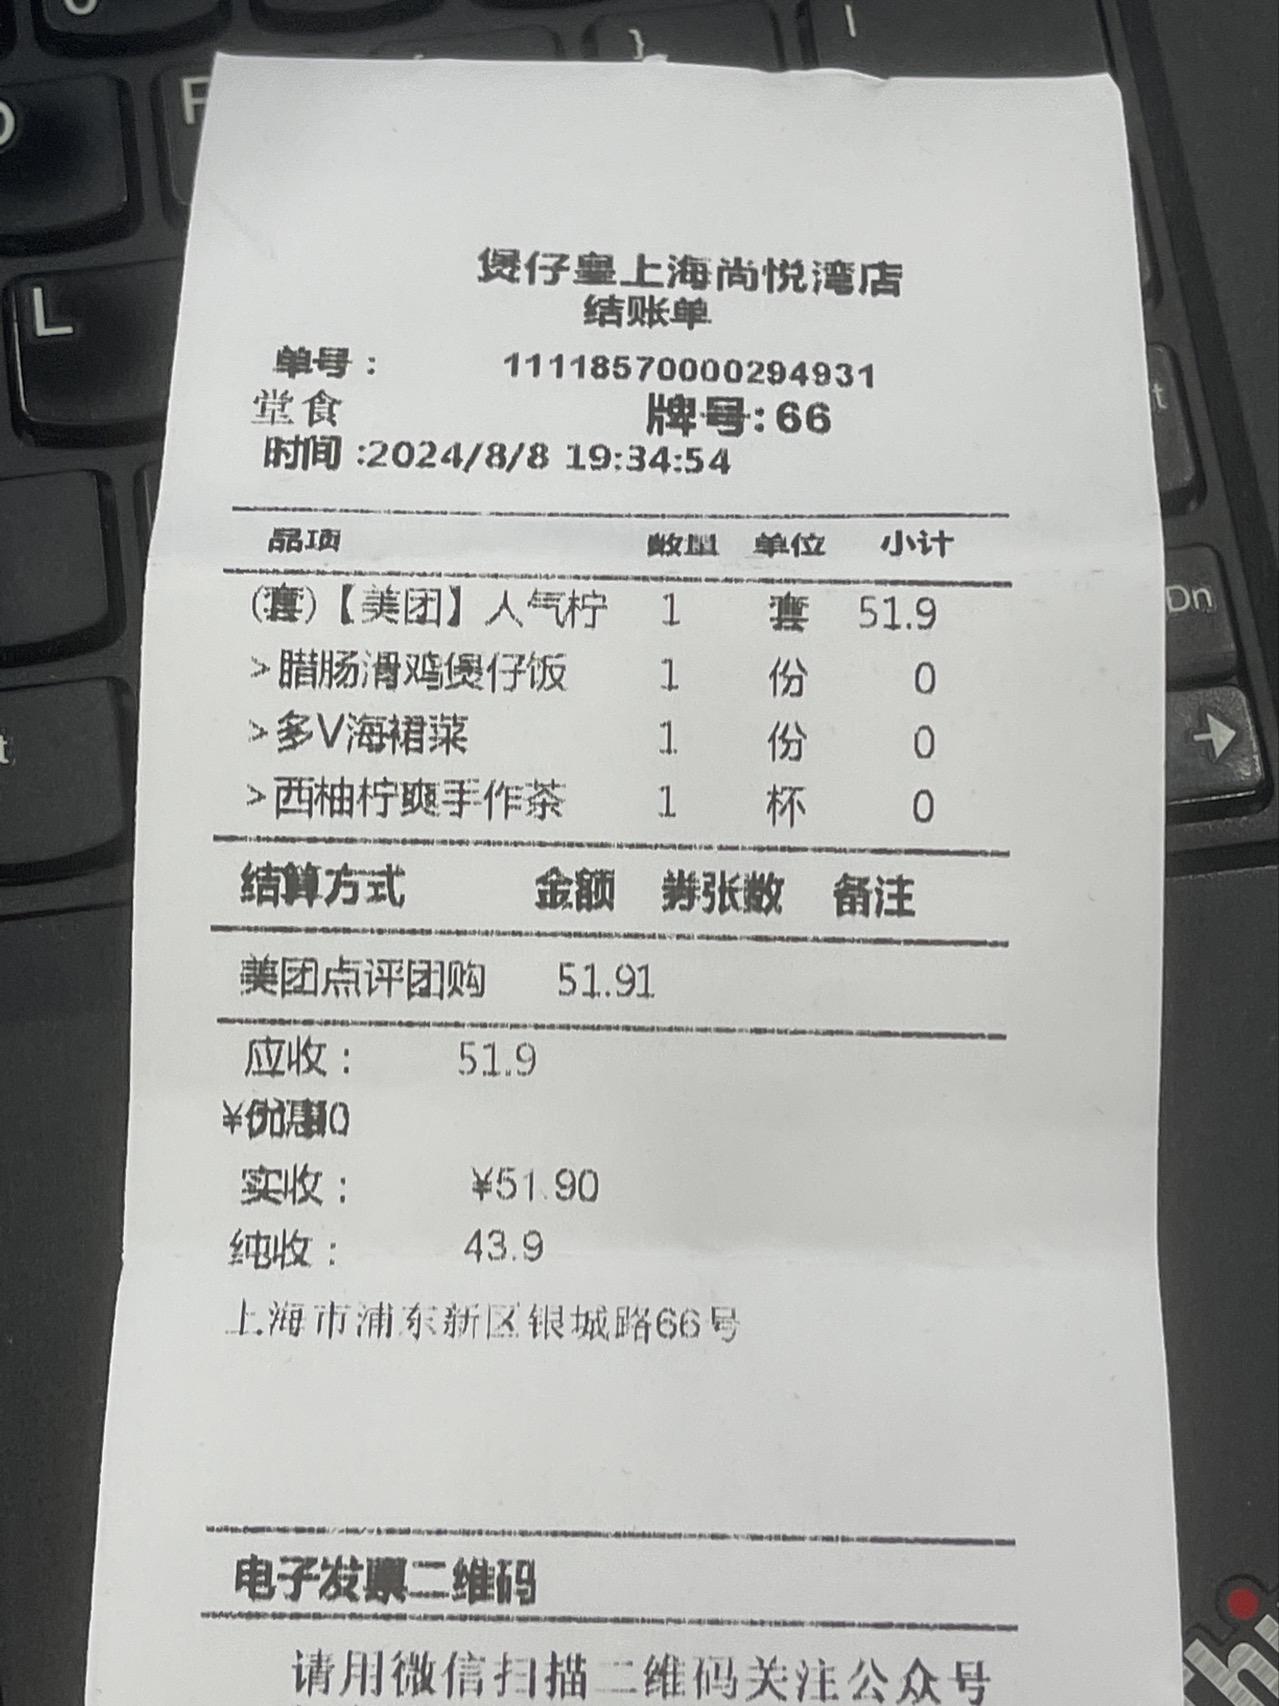 煲仔皇上海尚悦湾店
结账单
单号： 11118570000294931
堂食 牌号:66
时间 :2024/8/8 19:34:54
品项 数量 单位 小计
(套)【美团】人气柠 1 套 51.9
>腊肠滑鸡煲仔饭 1 份 0
>多V海裙菜 1 份 0
>西柚柠爽手作茶 1 杯 0
结算方式 金额 券张数 备注
美团点评团购 51.91
应收： 51.9
实收： ¥51.90
纯收： 43.9
上海市浦东新区银城路66号
电子发票二维码
请用微信扫描二维码关注公众号
L
Dn